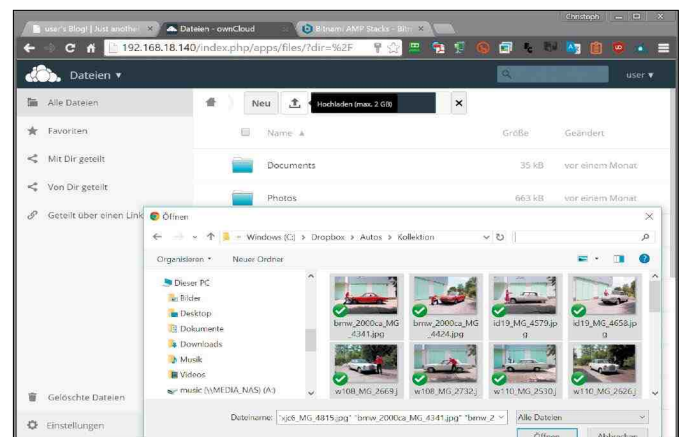 Christoph
user's Blog! | Just another
Dateien - ownCloud
Bitnami AMP Stacks - Bitn
192.168.18.140/index.php/apps/files/?dir=%2F
Dateien
user
Alle Dateien
Neu
Hochladen (max. 2 GB)
Favoriten
Name
Größe
Geändert
Mit Dir geteilt
Documents
35 kB
vor einem Monat
Von Dir geteilt
Photos
663 kB
vor einem Monat
Geteilt über einen Link
Öffnen
Windows (C:) > Dropbox > Autos > Kollektion
Organisieren
Neuer Ordner
Dieser PC
Bilder
Desktop
Dokumente
Downloads
Musik
Videos
music (\\MEDIA_NAS) (A:)
bmw_2000ca_MG_4341.jpg
bmw_2000ca_MG_4424.jpg
id19_MG_4579.jpg
id19_MG_4658.jpg
w108_MG_2669.j
w108_MG_2732.j
w110_MG_2530.j
w110_MG_2626.j
Gelöschte Dateien
Einstellungen
Dateiname: "xjc6_MG_4815.jpg" "bmw_2000ca_MG_4341.jpg" "bmw_2
Alle Dateien
Öffnen
Abbrechen